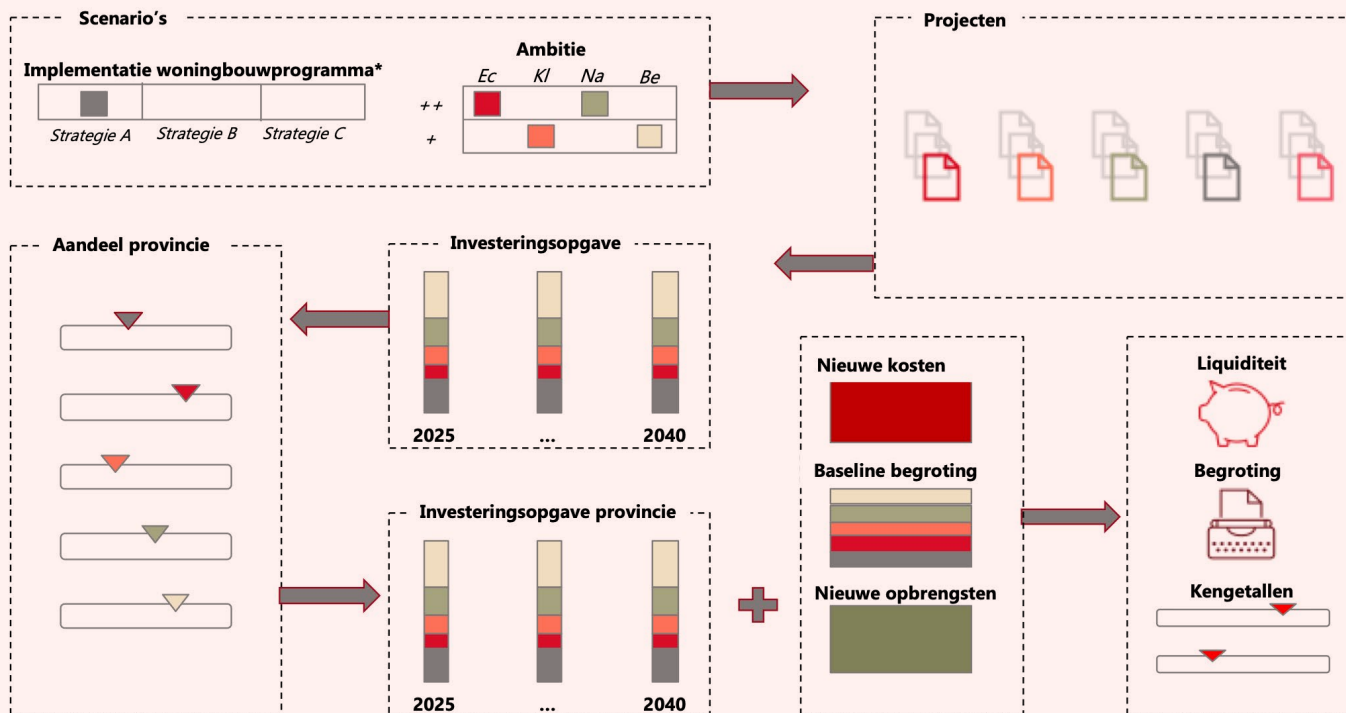 Scenario's
Implementatie woningbouwprogramma*
Strategie A
Strategie B
Strategie C
Ambitie
Ec
Kl
Na
Be
++
+
Projecten
Aandeel provincie
Investeringsopgave
2025
...
2040
Investeringsopgave provincie
2025
...
2040
Nieuwe kosten
Baseline begroting
Nieuwe opbrengsten
Liquiditeit
Begroting
Kengetallen